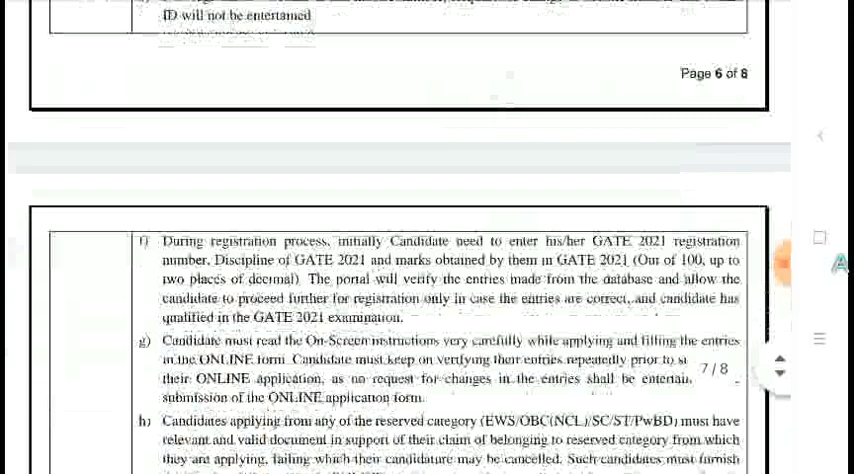 ID will not be entertained
Page 6 of 8
f) During registration process, initially Candidate need to enter his/her GATE 2021 registration
number, Discipline of GATE 2021 and marks obtained by them in GATE 2021 (Out of 100, up to
two places of decimal) The portal will verify the entries made from the database and allow the
candidate to proceed further for registration only in case the entries are correct, and candidate has
qualified in the GATE 2021 examination.
g) Candidate must read the On-Screen instructions very carefully while applying and filling the entries
in the ONLINE form. Candidate must keep on verifying their entries repeatedly prior to
their ONLINE application, as no request for changes in the entries shall be
submission of the ONLINE application form.
7/8
h) Candidates applying from any of the reserved category (EWS/OBC(NCL)/SC/ST/PwBD) must have
relevant and valid document in support of their claim of belonging to reserved category from which
they are applying, failing which their candidature may be cancelled. Such candidates must furnish
A